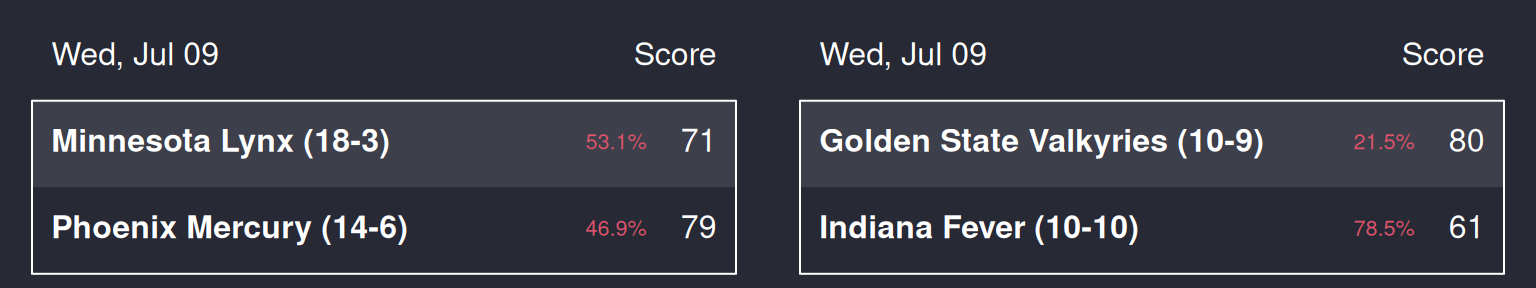 Wed, Jul 09 Score
Minnesota Lynx (18-3) 53.1% 71
Phoenix Mercury (14-6) 46.9% 79
Wed, Jul 09 Score
Golden State Valkyries (10-9) 21.5% 80
Indiana Fever (10-10) 78.5% 61